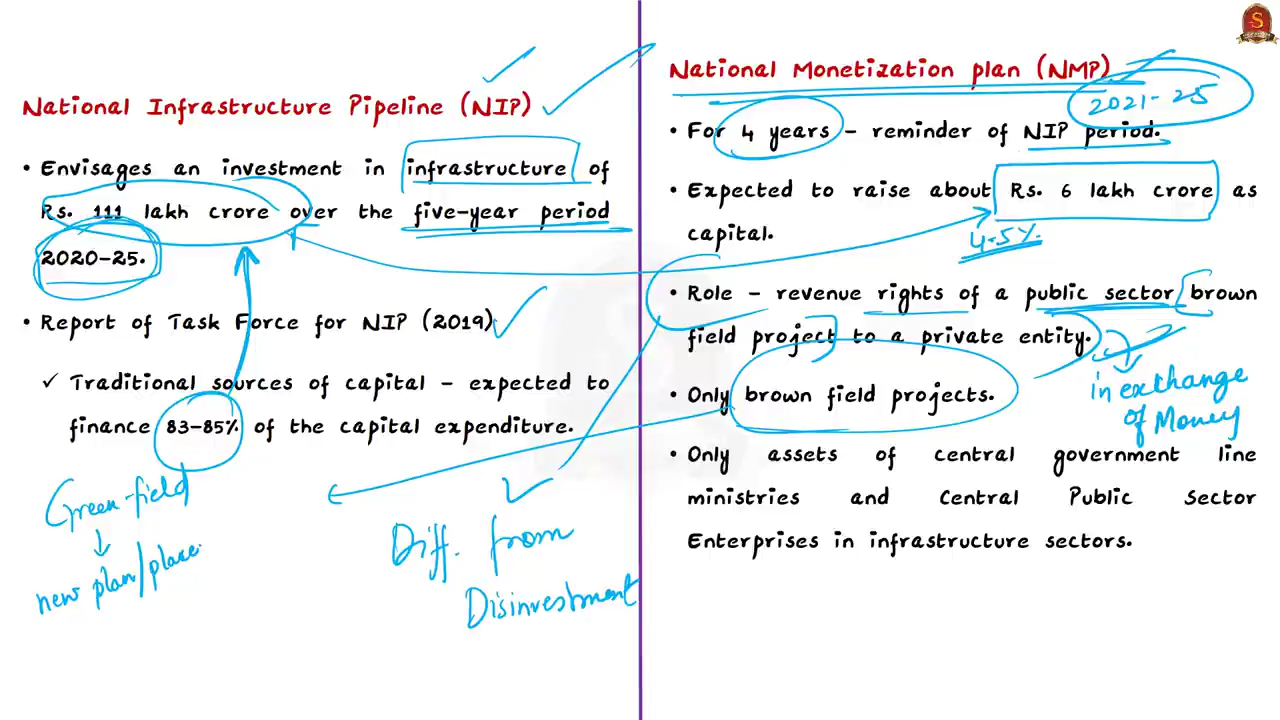 National Infrastructure Pipeline (NIP)
• Envisages an investment in infrastructure of
Rs. 111 lakh crore over the five-year period
2020-25.
• Report of Task Force for NIP (2019)
✓ Traditional sources of capital – expected to
finance 83-85% of the capital expenditure.
Green-field
↓
new plan/place
Diff. from
Disinvestment
National Monetization plan (NMP)
2021-25
• For 4 years – reminder of NIP period.
• Expected to raise about Rs. 6 lakh crore as
capital.
4-5%
• Role – revenue rights of a public sector brown
field project to a private entity.
in exchange
of Money
• Only brown field projects.
• Only assets of central government line
ministries and Central Public Sector
Enterprises in infrastructure sectors.